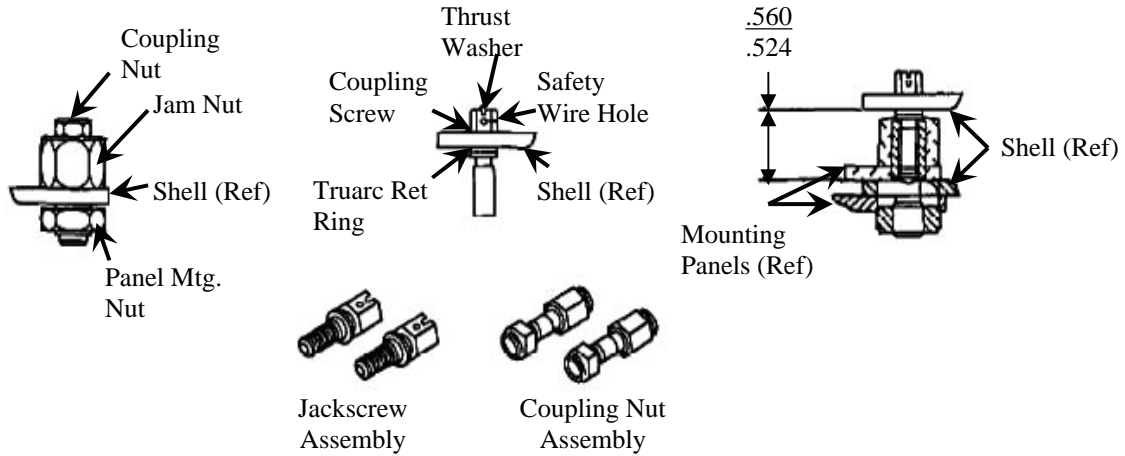 Coupling
Nut
Jam Nut
Shell (Ref)
Panel Mtg.
Nut
Thrust
Washer
Coupling
Screw
Safety
Wire Hole
Truarc Ret
Ring
Shell (Ref)
.560
.524
Shell (Ref)
Mounting
Panels (Ref)
Jackscrew
Assembly
Coupling Nut
Assembly